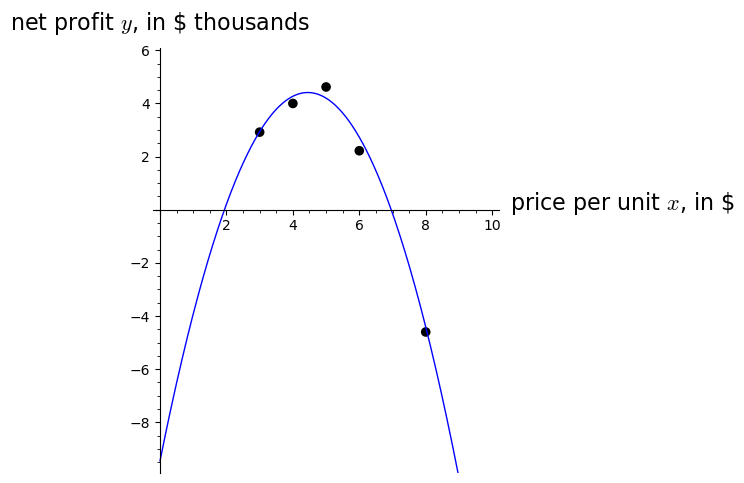 net profit y, in $ thousands
6
4
2
price per unit x, in $
2 4 6 8 10
−2
−4
−6
−8